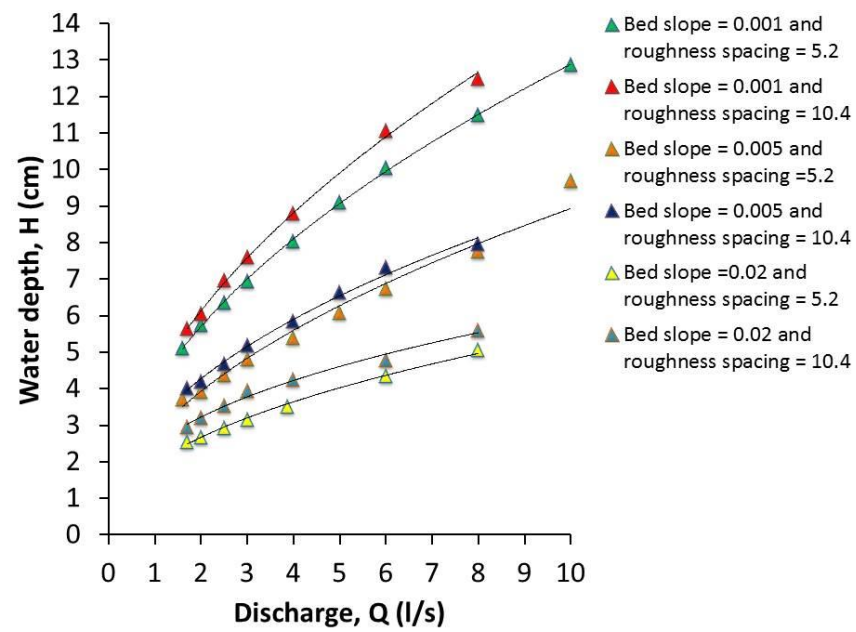 14
13
12
11
10
9
8
7
6
5
4
3
2
1
0
Water depth, H (cm)
0 1 2 3 4 5 6 7 8 9 10
Discharge, Q (l/s)
Bed slope = 0.001 and
roughness spacing = 5.2
Bed slope = 0.001 and
roughness spacing = 10.4
Bed slope = 0.005 and
roughness spacing =5.2
Bed slope = 0.005 and
roughness spacing = 10.4
Bed slope =0.02 and
roughness spacing = 5.2
Bed slope = 0.02 and
roughness spacing = 10.4